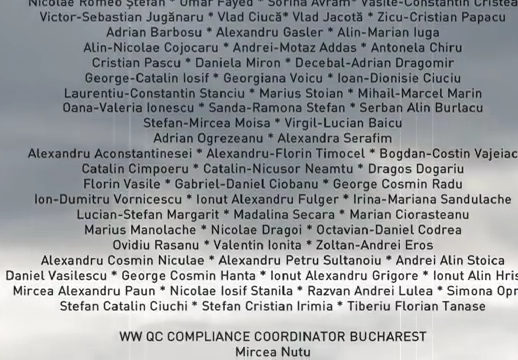 Nicolae Romeo Ștefan * Omar Fayed * Sorina Avram* Vasile-Constantin Cristea
Victor-Sebastian Jugănaru * Vlad Ciucă* Vlad Jacotă * Zicu-Cristian Papacu
Adrian Barbosu * Alexandru Gasler * Alin-Marian Iuga
Alin-Nicolae Cojocaru * Andrei-Motaz Addas * Antonela Chiru
Cristian Pascu * Daniela Miron * Decebal-Adrian Dragomir
George-Catalin Iosif * Georgiana Voicu * Ioan-Dionisie Ciuciu
Laurentiu-Constantin Stanciu * Marius Stoian * Mihail-Marcel Marin
Oana-Valeria Ionescu * Sanda-Ramona Stefan * Serban Alin Burlacu
Stefan-Mircea Moisa * Virgil-Lucian Baicu
Adrian Ogrezeanu * Alexandra Serafim
Alexandru Aconstantinesei * Alexandru-Florin Timocel * Bogdan-Costin Vajeiac
Catalin Cimpoeru * Catalin-Nicusor Neamtu * Dragos Dogariu
Florin Vasile * Gabriel-Daniel Ciobanu * George Cosmin Radu
Ion-Dumitru Vornicescu * Ionut Alexandru Fulger * Irina-Mariana Sandulache
Lucian-Stefan Margarit * Madalina Secara * Marian Ciorasteanu
Marius Manolache * Nicolae Dragoi * Octavian-Daniel Codrea
Ovidiu Rasanu * Valentin Ionita * Zoltan-Andrei Eros
Alexandru Cosmin Niculae * Alexandru Petru Sultanoiu * Andrei Alin Stoica
Daniel Vasilescu * George Cosmin Hanta * Ionut Alexandru Grigore * Ionut Alin Hris
Mircea Alexandru Paun * Nicolae Iosif Stanila * Razvan Andrei Lulea * Simona Opr
Stefan Catalin Ciuchi * Stefan Cristian Irimia * Tiberiu Florian Tanase
WW QC COMPLIANCE COORDINATOR BUCHAREST
Mircea Nutu